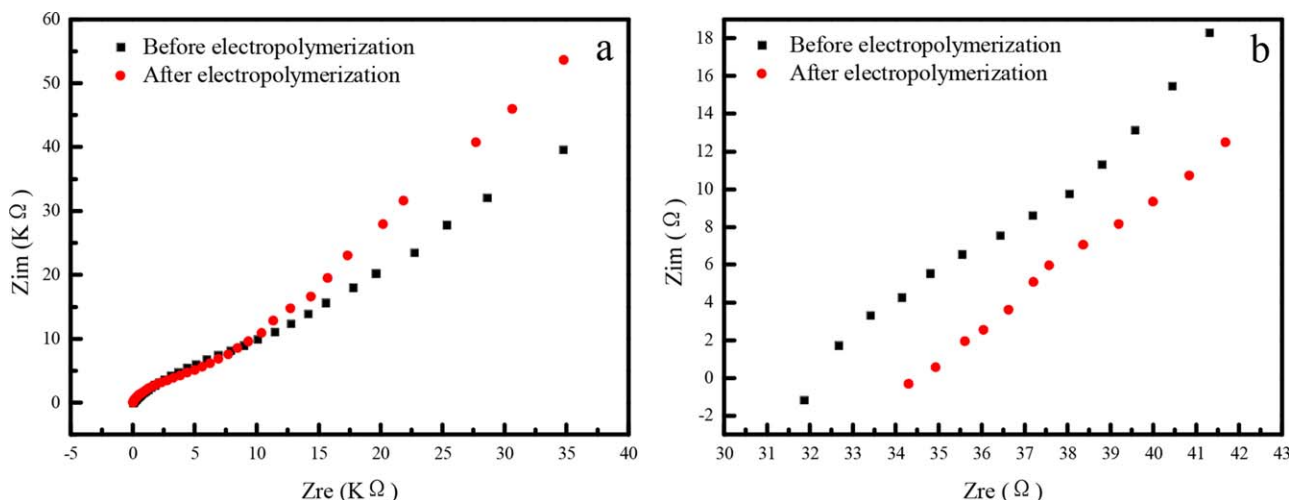 a
Before electropolymerization
After electropolymerization
Zim (K Ω )
60
50
40
30
20
10
0
-5 0 5 10 15 20 25 30 35 40
Zre (K Ω )
b
Before electropolymerization
After electropolymerization
Zim ( Ω )
18
16
14
12
10
8
6
4
2
0
-2
30 31 32 33 34 35 36 37 38 39 40 41 42 43
Zre ( Ω )